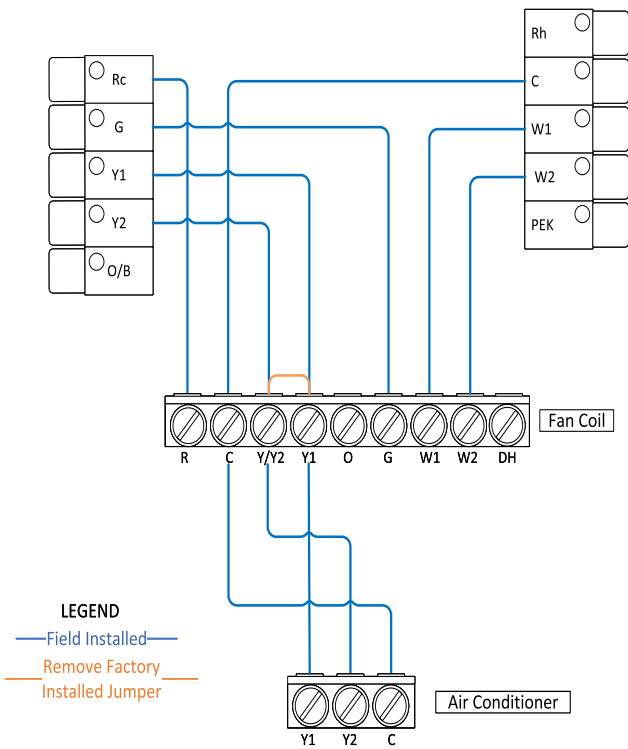 Rc
G
Y1
Y2
O/B
Rh
C
W1
W2
PEK
Fan Coil
R C Y/Y2 Y1 O G W1 W2 DH
LEGEND
Field Installed
Remove Factory
Installed Jumper
Air Conditioner
Y1 Y2 C